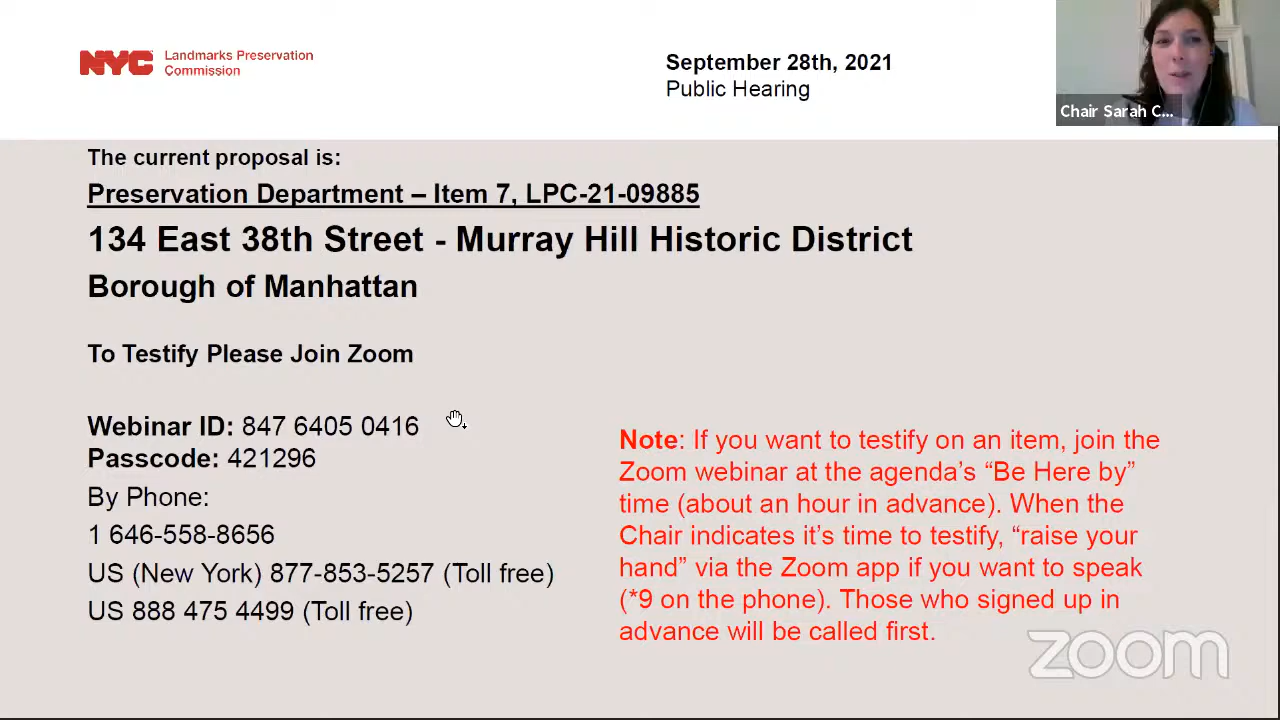 NYC Landmarks Preservation
Commission
September 28th, 2021
Public Hearing
Chair Sarah C...
The current proposal is:
Preservation Department – Item 7, LPC-21-09885
134 East 38th Street - Murray Hill Historic District
Borough of Manhattan
To Testify Please Join Zoom
Webinar ID: 847 6405 0416
Passcode: 421296
By Phone:
1 646-558-8656
US (New York) 877-853-5257 (Toll free)
US 888 475 4499 (Toll free)
Note: If you want to testify on an item, join the
Zoom webinar at the agenda’s “Be Here by”
time (about an hour in advance). When the
Chair indicates it’s time to testify, “raise your
hand” via the Zoom app if you want to speak
(*9 on the phone). Those who signed up in
advance will be called first.
zoom